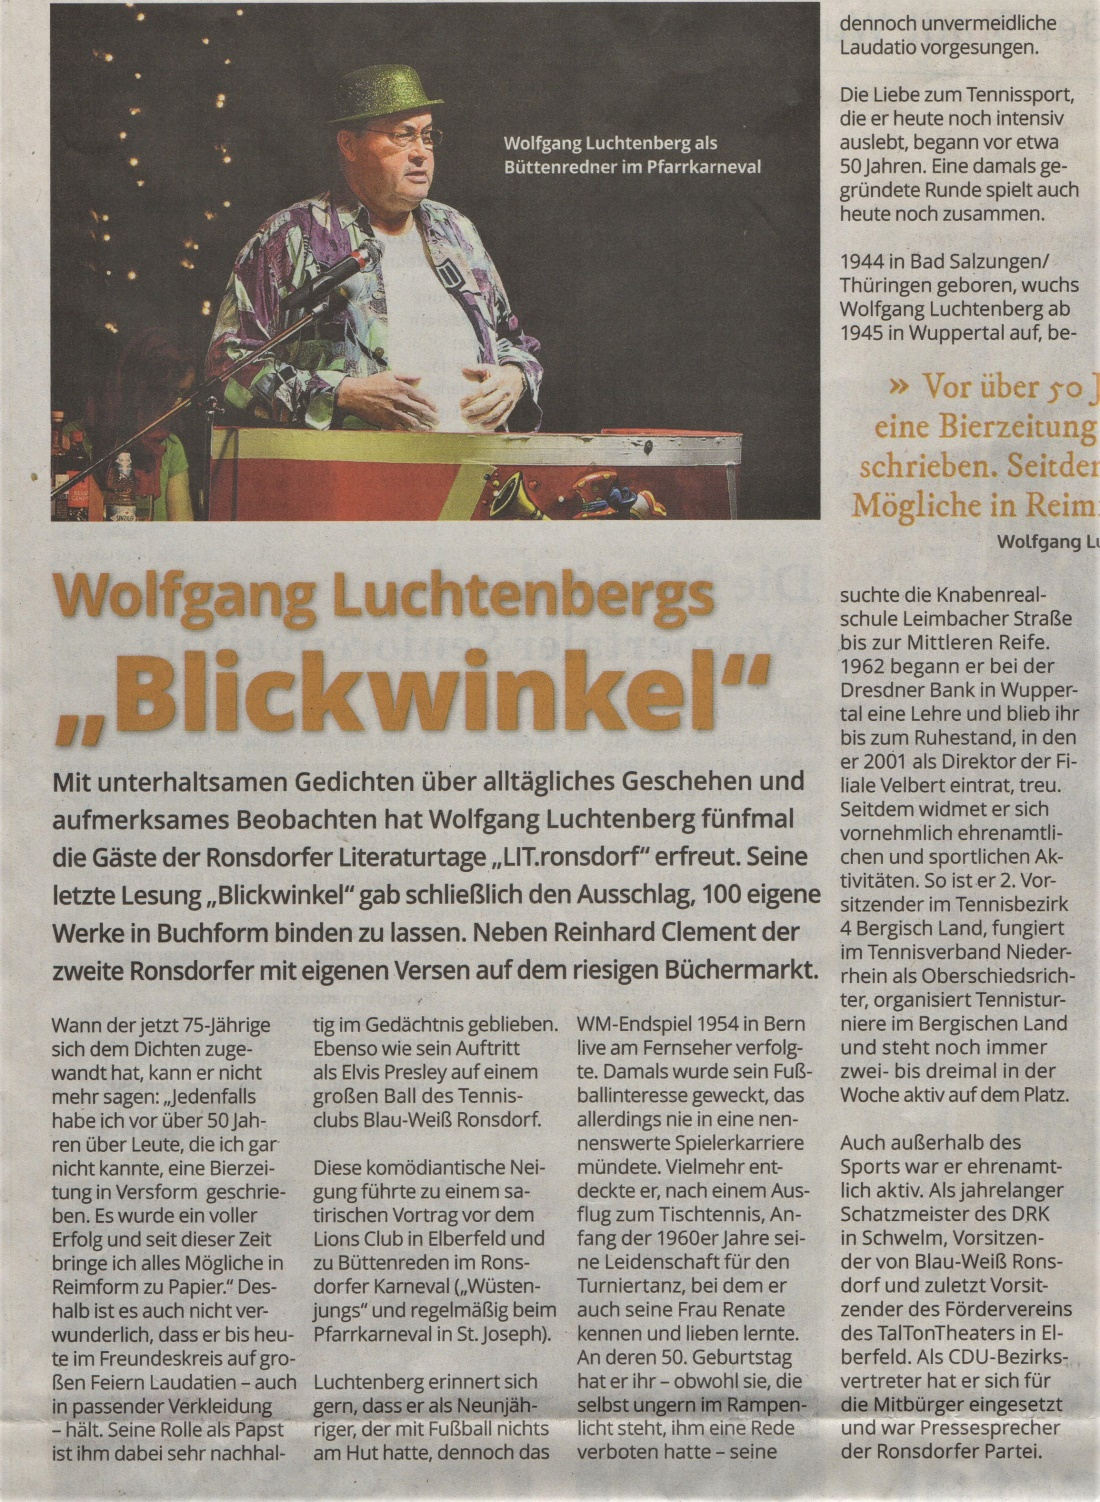 Wolfgang Luchtenberg als
Büttenredner im Pfarrkarneval
Wolfgang Luchtenbergs
„Blickwinkel“
Mit unterhaltsamen Gedichten über alltägliches Geschehen und
aufmerksames Beobachten hat Wolfgang Luchtenberg fünfmal
die Gäste der Ronsdorfer Literaturtage „LIT.ronsdorf“ erfreut. Seine
letzte Lesung „Blickwinkel“ gab schließlich den Ausschlag, 100 eigene
Werke in Buchform binden zu lassen. Neben Reinhard Clement der
zweite Ronsdorfer mit eigenen Versen auf dem riesigen Büchermarkt.
Wann der jetzt 75-Jährige
sich dem Dichten zuge-
wandt hat, kann er nicht
mehr sagen: „Jedenfalls
habe ich vor über 50 Jah-
ren über Leute, die ich gar
nicht kannte, eine Bierzei-
tung in Versform geschrie-
ben. Es wurde ein voller
Erfolg und seit dieser Zeit
bringe ich alles Mögliche in
Reimform zu Papier.“ Des-
halb ist es auch nicht ver-
wunderlich, dass er bis heu-
te im Freundeskreis auf gro-
ßen Feiern Laudatien – auch
in passender Verkleidung
– hält. Seine Rolle als Papst
ist ihm dabei sehr nachhal-
tig im Gedächtnis geblieben.
Ebenso wie sein Auftritt
als Elvis Presley auf einem
großen Ball des Tennis-
clubs Blau-Weiß Ronsdorf.
Diese komödiantische Nei-
gung führte zu einem sa-
tirischen Vortrag vor dem
Lions Club in Elberfeld und
zu Büttenreden im Rons-
dorfer Karneval („Wüsten-
jungs“ und regelmäßig beim
Pfarrkarneval in St. Joseph).
Luchtenberg erinnert sich
gern, dass er als Neunjäh-
riger, der mit Fußball nichts
am Hut hatte, dennoch das
WM-Endspiel 1954 in Bern
live am Fernseher verfolg-
te. Damals wurde sein Fuß-
ballinteresse geweckt, das
allerdings nie in eine nen-
nenswerte Spielerkarriere
mündete. Vielmehr ent-
deckte er, nach einem Aus-
flug zum Tischtennis, An-
fang der 1960er Jahre sei-
ne Leidenschaft für den
Turniertanz, bei dem er
auch seine Frau Renate
kennen und lieben lernte.
An deren 50. Geburtstag
hat er ihr – obwohl sie, die
selbst ungern im Rampen-
licht steht, ihm eine Rede
verboten hatte – seine
dennoch unvermeidliche
Laudatio vorgesungen.
Die Liebe zum Tennissport,
die er heute noch intensiv
auslebt, begann vor etwa
50 Jahren. Eine damals ge-
gründete Runde spielt auch
heute noch zusammen.
1944 in Bad Salzungen/
Thüringen geboren, wuchs
Wolfgang Luchtenberg ab
1945 in Wuppertal auf, be-
» Vor über 50 J
eine Bierzeitung
schrieben. Seitder
Mögliche in Reim
Wolfgang Lu
suchte die Knabenreal-
schule Leimbacher Straße
bis zur Mittleren Reife.
1962 begann er bei der
Dresdner Bank in Wupper-
tal eine Lehre und blieb ihr
bis zum Ruhestand, in den
er 2001 als Direktor der Fi-
liale Velbert eintrat, treu.
Seitdem widmet er sich
vornehmlich ehrenamtli-
chen und sportlichen Ak-
tivitäten. So ist er 2. Vor-
sitzender im Tennisbezirk
4 Bergisch Land, fungiert
im Tennisverband Nieder-
rhein als Oberschiedsrich-
ter, organisiert Tennistur-
niere im Bergischen Land
und steht noch immer
zwei- bis dreimal in der
Woche aktiv auf dem Platz.
Auch außerhalb des
Sports war er ehrenamt-
lich aktiv. Als jahrelanger
Schatzmeister des DRK
in Schwelm, Vorsitzen-
der von Blau-Weiß Rons-
dorf und zuletzt Vorsit-
zender des Fördervereins
des TalTonTheaters in El-
berfeld. Als CDU-Bezirks-
vertreter hat er sich für
die Mitbürger eingesetzt
und war Pressesprecher
der Ronsdorfer Partei.